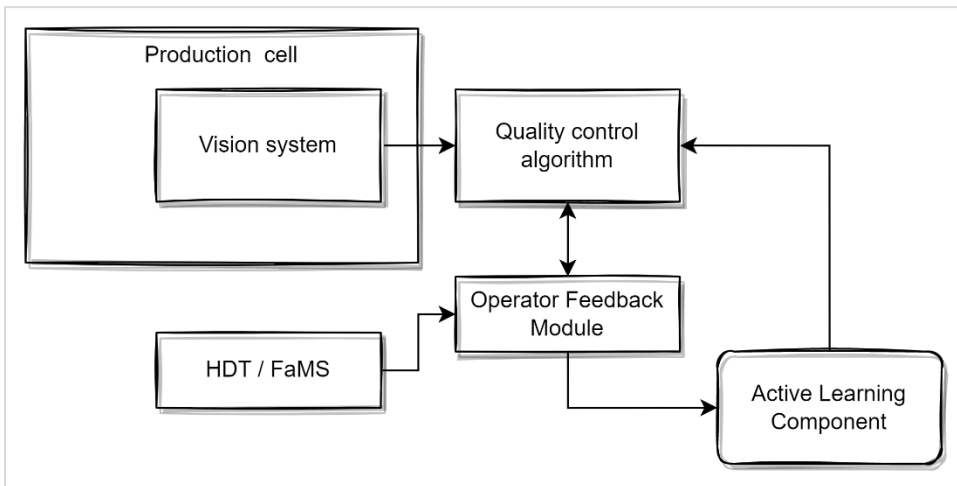 Production cell
Vision system
Quality control
algorithm
Operator Feedback
Module
HDT / FaMS
Active Learning
Component